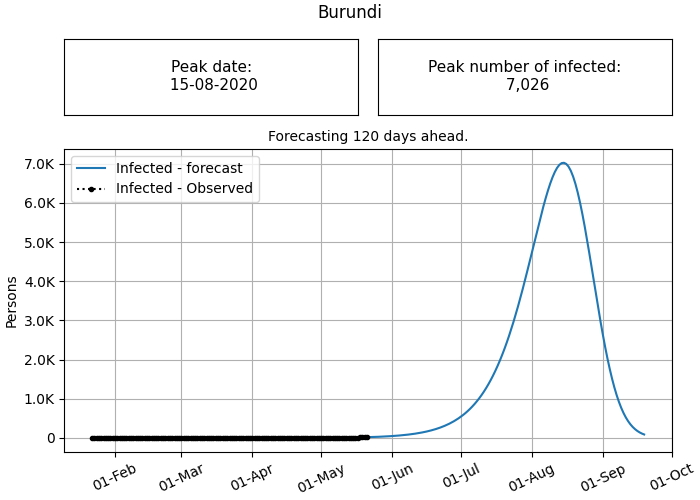 Burundi
Peak date:
15-08-2020
Peak number of infected:
7,026
Forecasting 120 days ahead.
Infected - forecast
Infected - Observed
7.0K
6.0K
5.0K
4.0K
3.0K
2.0K
1.0K
0
Persons
01-Feb
01-Mar
01-Apr
01-May
01-Jun
01-Jul
01-Aug
01-Sep
01-Oct